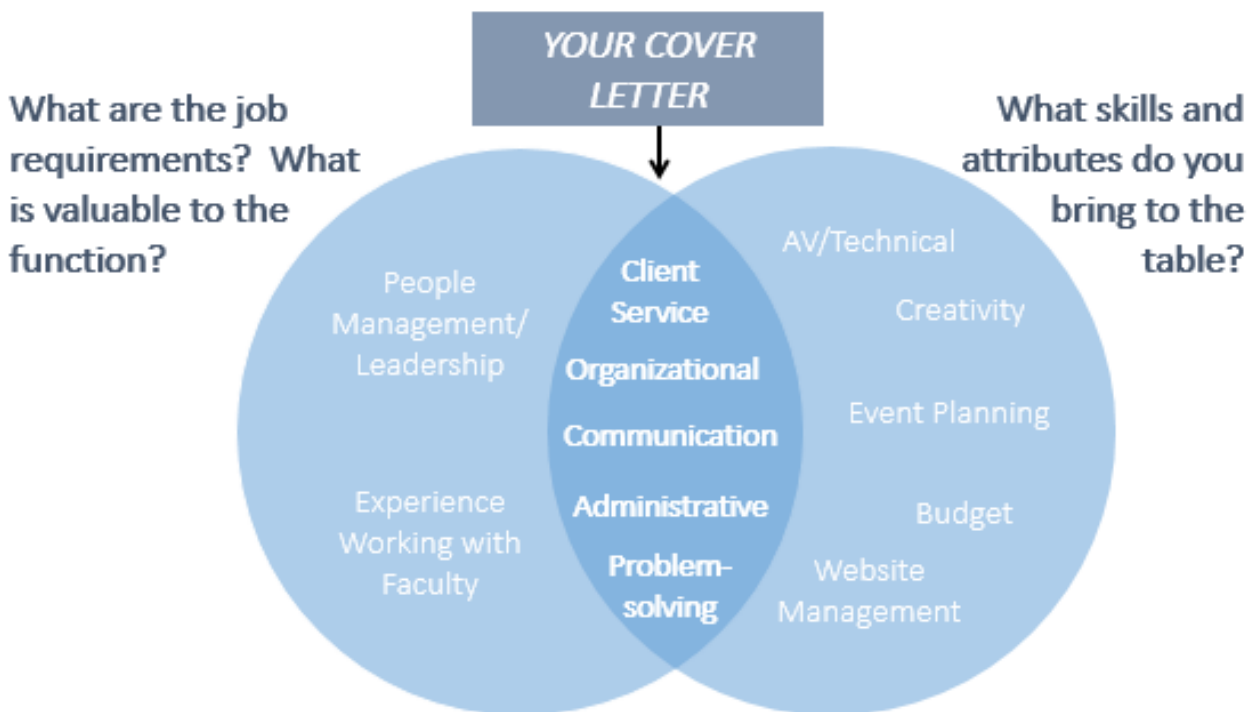 YOUR COVER
LETTER
What are the job
requirements?  What
is valuable to the
function?
What skills and
attributes do you
bring to the
table?
People
Management/
Leadership
Experience
Working with
Faculty
Client
Service
Organizational
Communication
Administrative
Problem-
solving
AV/Technical
Creativity
Event Planning
Budget
Website
Management